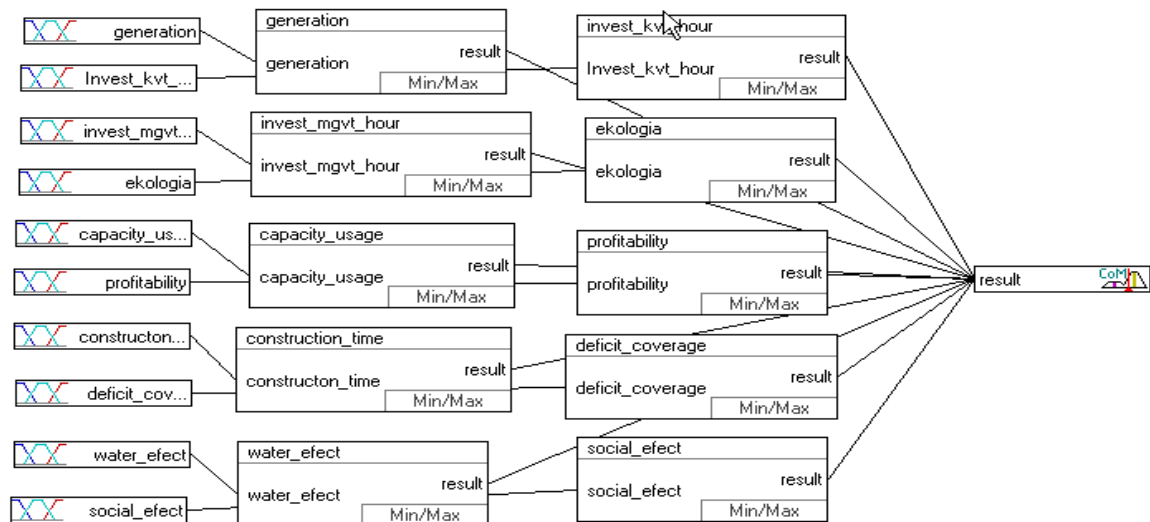 generation
Invest_kvt_...
invest_mgvt...
ekologia
capacity_us...
profitability
constructon...
deficit_cov...
water_efect
social_efect
generation
result
generation
Min/Max
invest_mgvt_hour
result
invest_mgvt_hour
Min/Max
capacity_usage
result
capacity_usage
Min/Max
construction_time
result
constructon_time
Min/Max
water_efect
result
water_efect
Min/Max
invest_kvt_hour
result
Invest_kvt_hour
Min/Max
ekologia
result
ekologia
Min/Max
profitability
result
profitability
Min/Max
deficit_coverage
result
deficit_coverage
Min/Max
social_efect
result
social_efect
Min/Max
result
CoM